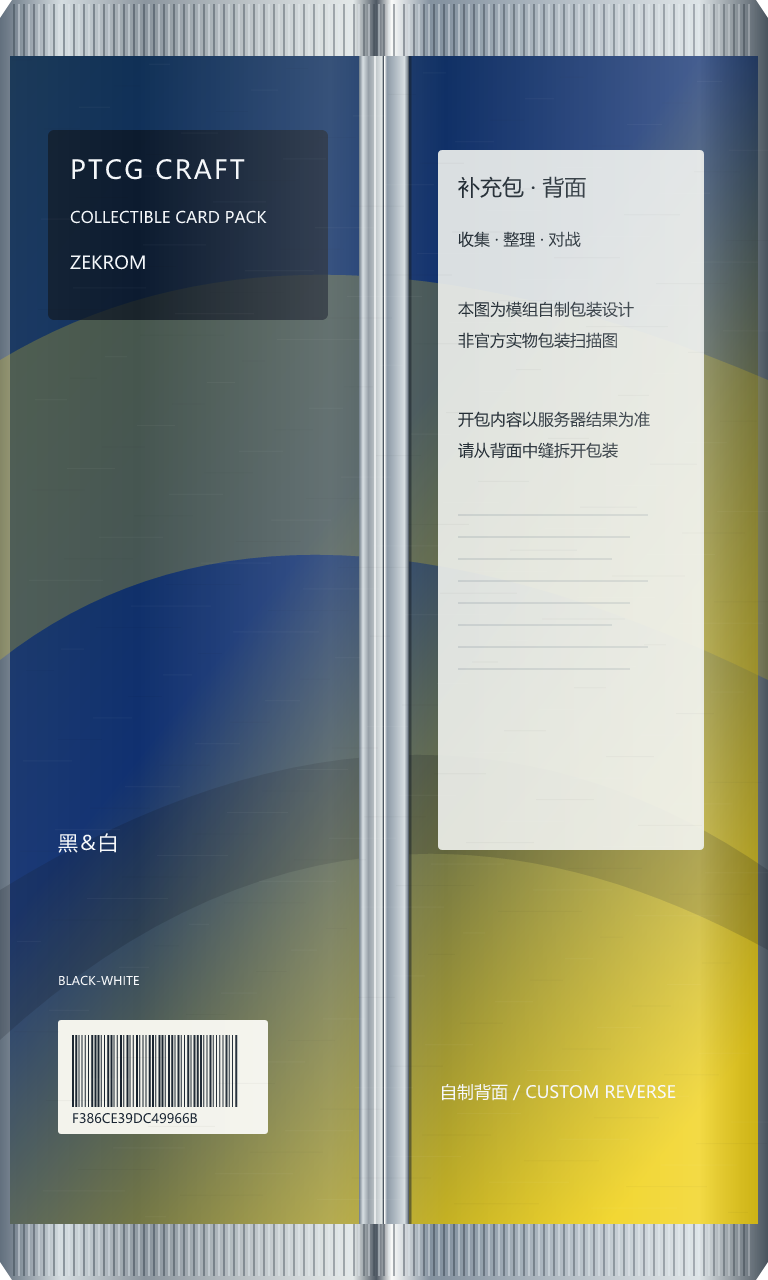 PTCG CRAFT
COLLECTIBLE CARD PACK
ZEKROM
黑&白
BLACK-WHITE
F386CE39DC49966B
补充包 · 背面
收集 · 整理 · 对战
本图为模组自制包装设计
非官方实物包装扫描图
开包内容以服务器结果为准
请从背面中缝拆开包装
自制背面 / CUSTOM REVERSE